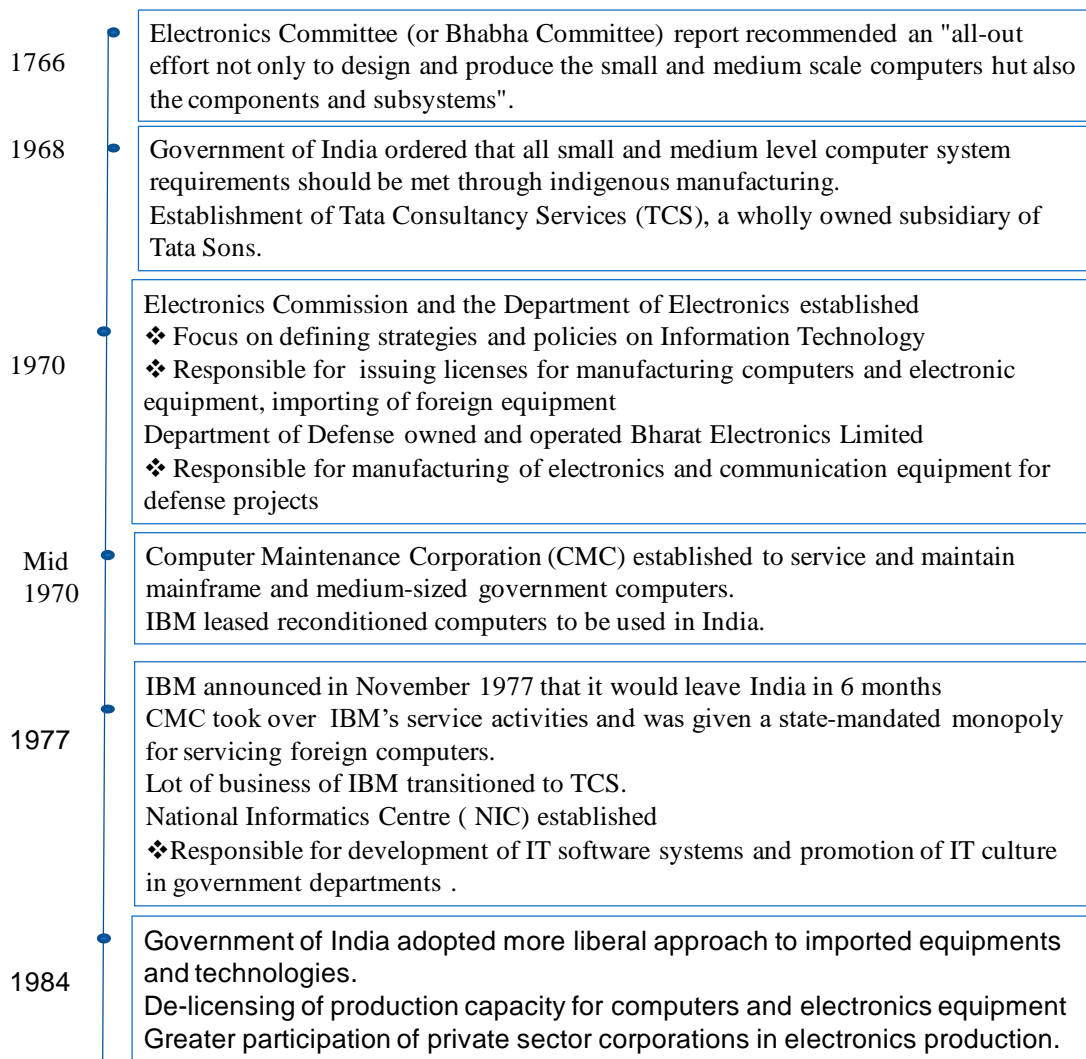 1766
Electronics Committee (or Bhabha Committee) report recommended an "all-out
effort not only to design and produce the small and medium scale computers hut also
the components and subsystems".
1968
Government of India ordered that all small and medium level computer system
requirements should be met through indigenous manufacturing.
Establishment of Tata Consultancy Services (TCS), a wholly owned subsidiary of
Tata Sons.
1970
Electronics Commission and the Department of Electronics established
❖ Focus on defining strategies and policies on Information Technology
❖ Responsible for issuing licenses for manufacturing computers and electronic
equipment, importing of foreign equipment
Department of Defense owned and operated Bharat Electronics Limited
❖ Responsible for manufacturing of electronics and communication equipment for
defense projects
Mid
1970
Computer Maintenance Corporation (CMC) established to service and maintain
mainframe and medium-sized government computers.
IBM leased reconditioned computers to be used in India.
1977
IBM announced in November 1977 that it would leave India in 6 months
CMC took over IBM's service activities and was given a state-mandated monopoly
for servicing foreign computers.
Lot of business of IBM transitioned to TCS.
National Informatics Centre ( NIC) established
❖Responsible for development of IT software systems and promotion of IT culture
in government departments .
1984
Government of India adopted more liberal approach to imported equipments
and technologies.
De-licensing of production capacity for computers and electronics equipment
Greater participation of private sector corporations in electronics production.